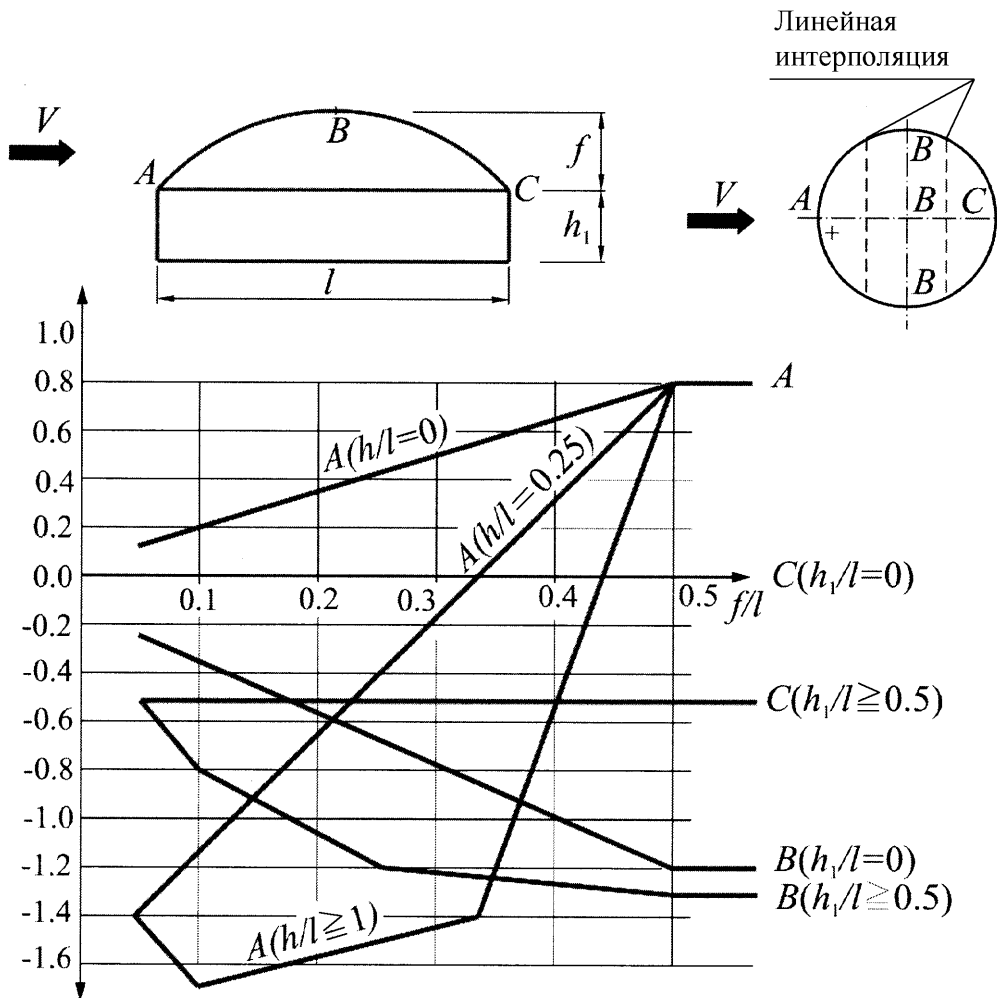 Линейная
интерполяция
V
B
A
C
f
h₁
l
V
A
B
B
C
+
B
1.0
0.8
A
0.6
A(h/l=0)
0.4
A(h/l=0.25)
0.2
0.0
C(h₁/l=0)
0.1
0.2
0.3
0.4
0.5
f/l
-0.2
-0.4
C(h₁/l≧0.5)
-0.6
-0.8
-1.0
-1.2
B(h₁/l=0)
B(h₁/l≧0.5)
-1.4
A(h/l≧1)
-1.6